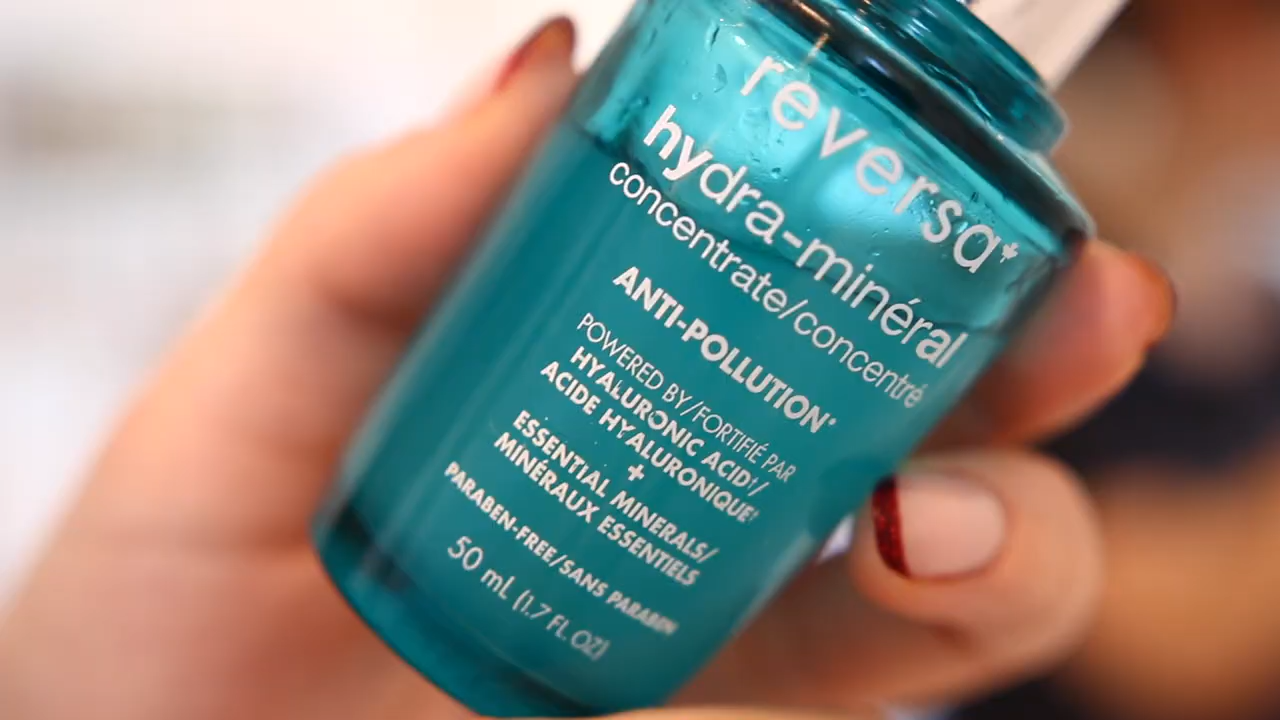 reversa
hydra-minéral
concentrate/concentré
ANTI-POLLUTION*
POWERED BY/FORTIFIÉ PAR
HYALURONIC ACID†/
ACIDE HYALURONIQUE†
+
ESSENTIAL MINERALS/
MINÉRAUX ESSENTIELS
PARABEN-FREE/SANS PARABEN
50 mL (1.7 FL. OZ)